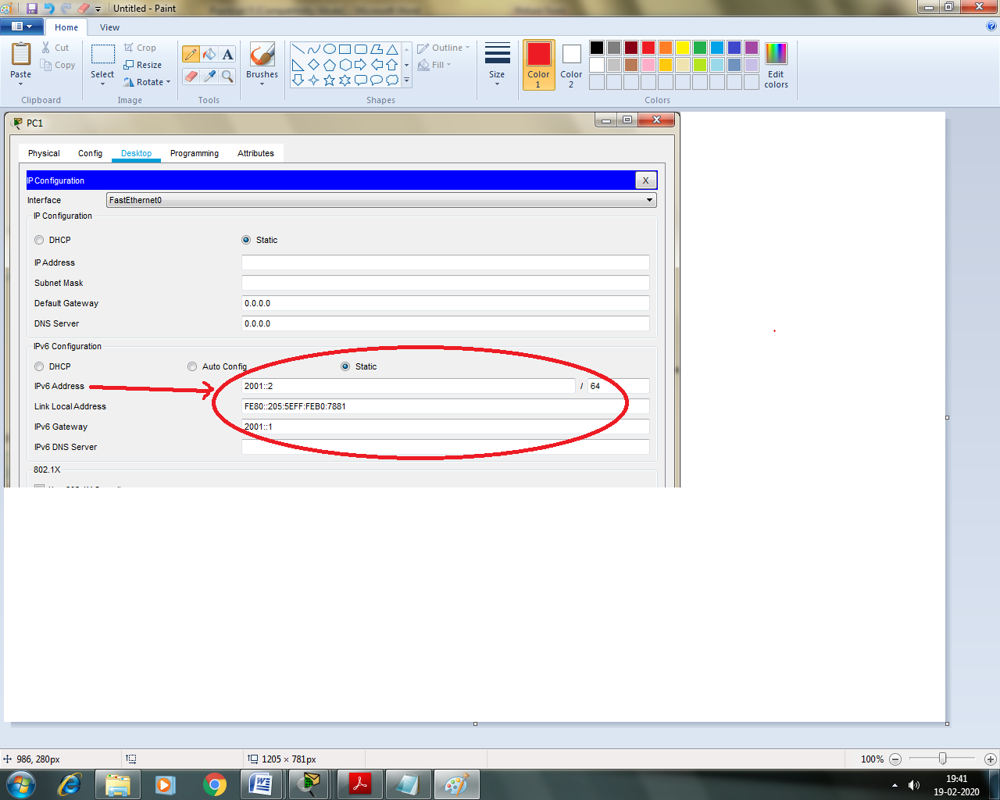 Untitled - Paint
Home View
Paste
Cut
Copy
Clipboard
Select
Crop
Resize
Rotate
Image
A
Tools
Brushes
Outline
Fill
Shapes
Size
Color 1
Color 2
Edit colors
Colors
PC1
Physical Config Desktop Programming Attributes
IP Configuration X
Interface FastEthernet0
IP Configuration
DHCP Static
IP Address
Subnet Mask
Default Gateway 0.0.0.0
DNS Server 0.0.0.0
IPv6 Configuration
DHCP Auto Config Static
IPv6 Address 2001::2 / 64
Link Local Address FE80::205:5EFF:FEB0:7881
IPv6 Gateway 2001::1
IPv6 DNS Server
802.1X
986, 280px 1205 × 781px 100%
19:41
19-02-2020